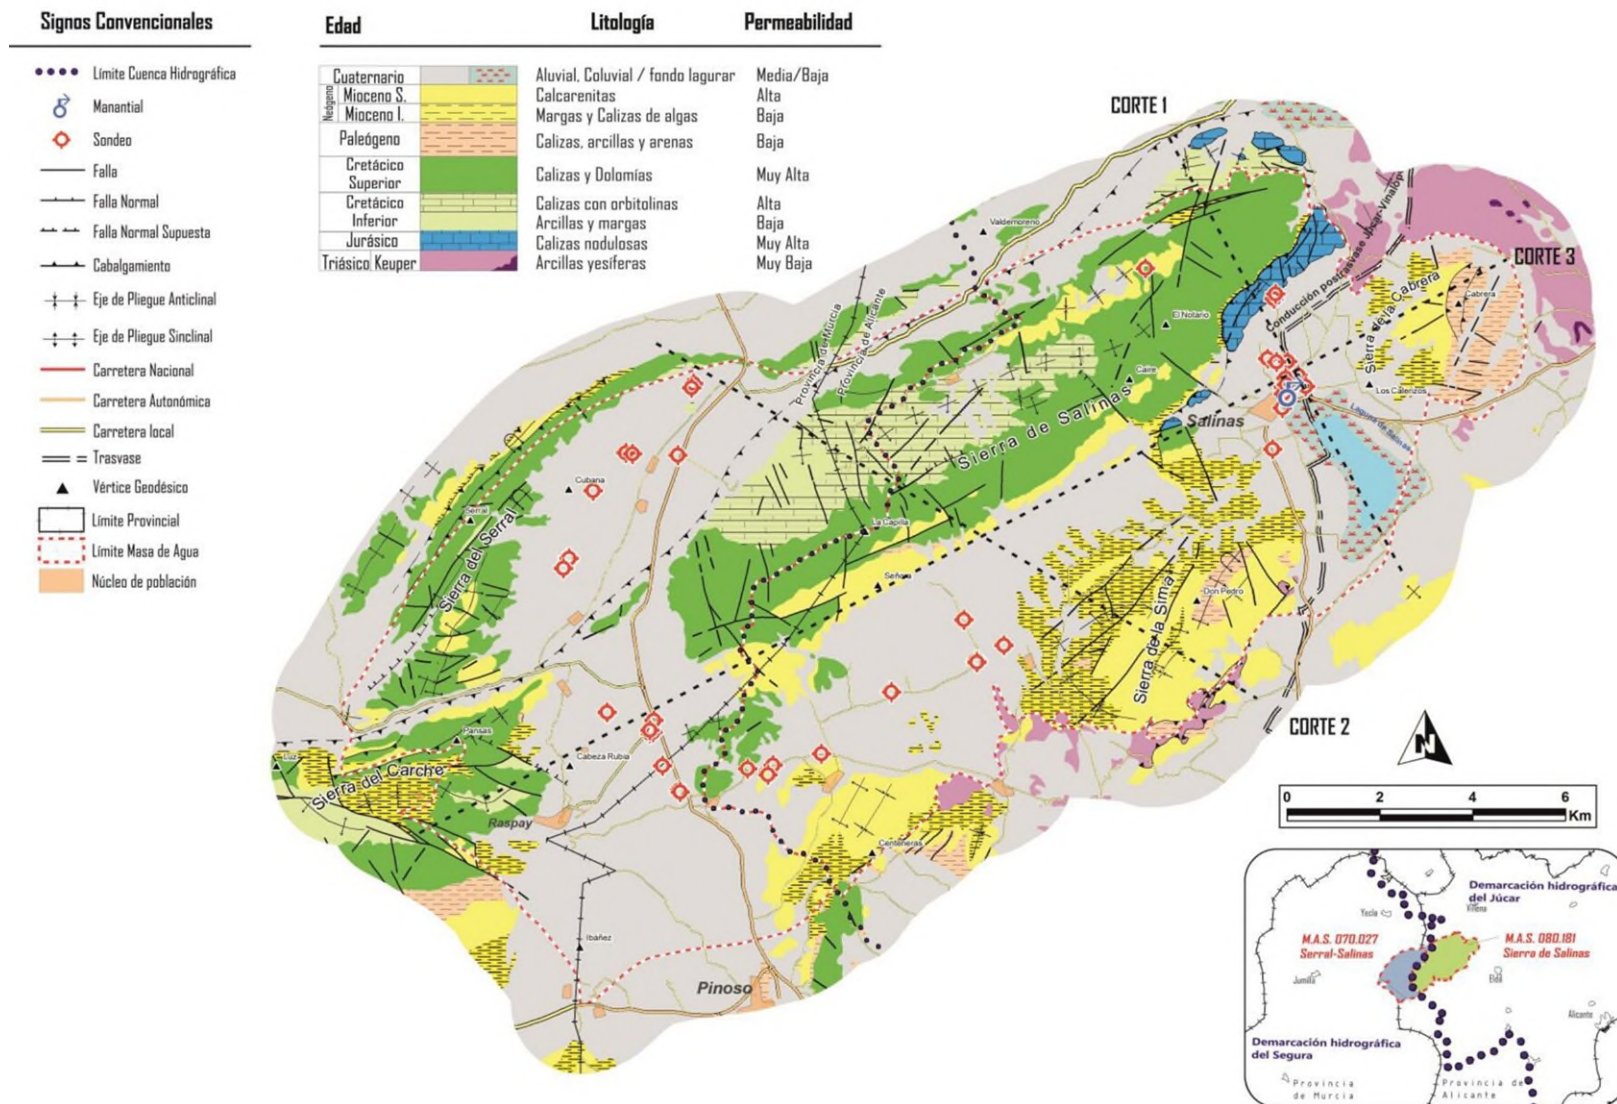 Signos Convencionales
Límite Cuenca Hidrográfica
Manantial
Sondeo
Falla
Falla Normal
Falla Normal Supuesta
Cabalgamiento
Eje de Pliegue Anticlinal
Eje de Pliegue Sinclinal
Carretera Nacional
Carretera Autonómica
Carretera local
Trasvase
Vértice Geodésico
Límite Provincial
Límite Masa de Agua
Núcleo de población
Edad Litología Permeabilidad
Cuaternario Aluvial, Coluvial / fondo lagurar Media/Baja
Neógeno
Mioceno S. Calcarenitas Alta
Mioceno I. Margas y Calizas de algas Baja
Paleógeno Calizas, arcillas y arenas Baja
Cretácico
Superior Calizas y Dolomías Muy Alta
Cretácico Calizas con orbitolinas Alta
Inferior Arcillas y margas Baja
Jurásico Calizas nodulosas Muy Alta
Triásico Keuper Arcillas yesíferas Muy Baja
CORTE 1
CORTE 3
CORTE 2
Valdemoreno
Conducción postrasvase Júcar-Vinalopó
Sierra de la Cabrera
Cabrera
Los Calerizos
El Notario
Caire
Provincia de Murcia
Provincia de Alicante
Sierra de Salinas
Salinas
Laguna de Salinas
Cubana
Serral
Sierra del Serral
La Capilla
Señora
Don Pedro
Sierra de la Sima
Pansas
Luz
Sierra del Carche
Cabeza Rubia
Raspay
Centeneras
Ibáñez
Pinoso
N
0 2 4 6
Km
Demarcación hidrográfica
del Júcar
Yecla
Villena
M.A.S. 070.027
Serral-Salinas
M.A.S. 080.181
Sierra de Salinas
Jumilla
Elda
Alicante
Demarcación hidrográfica
del Segura
Provincia
de Murcia
Provincia de
Alicante